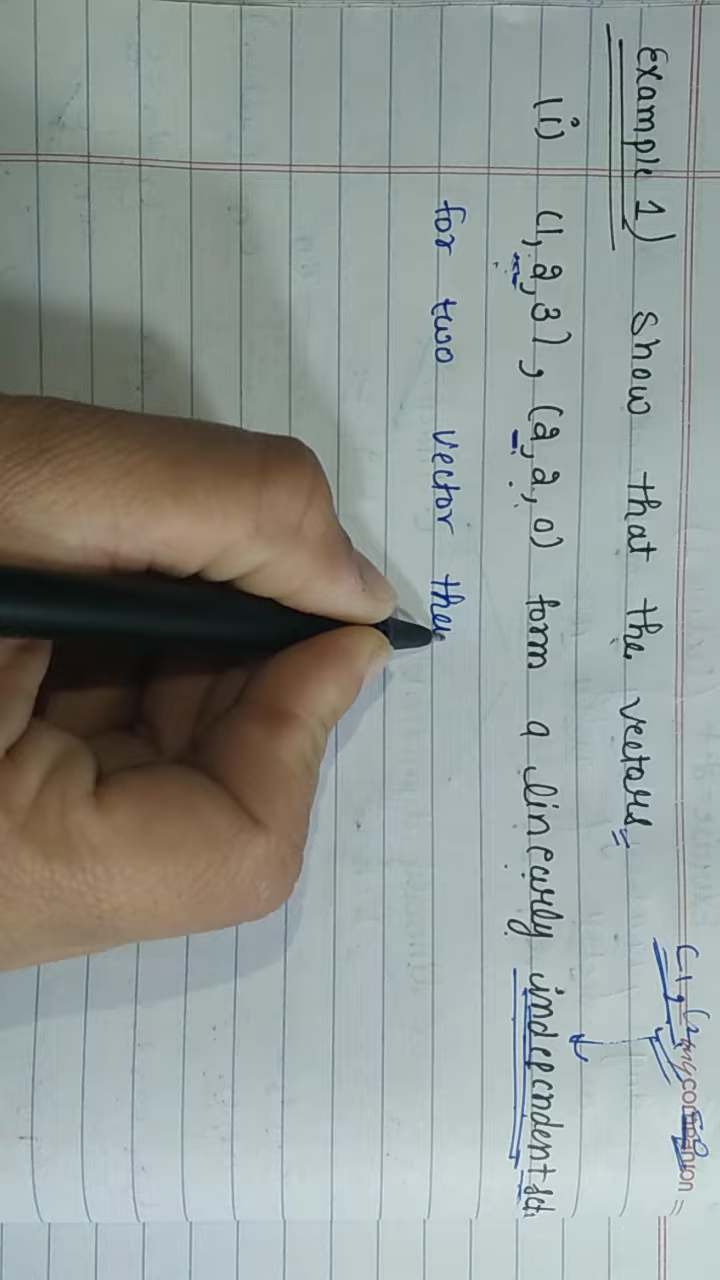 Example 1) show that the vectors
(i) (1, 2, 3), (2, 2, 0) form a linearly independent set.
for two vector the